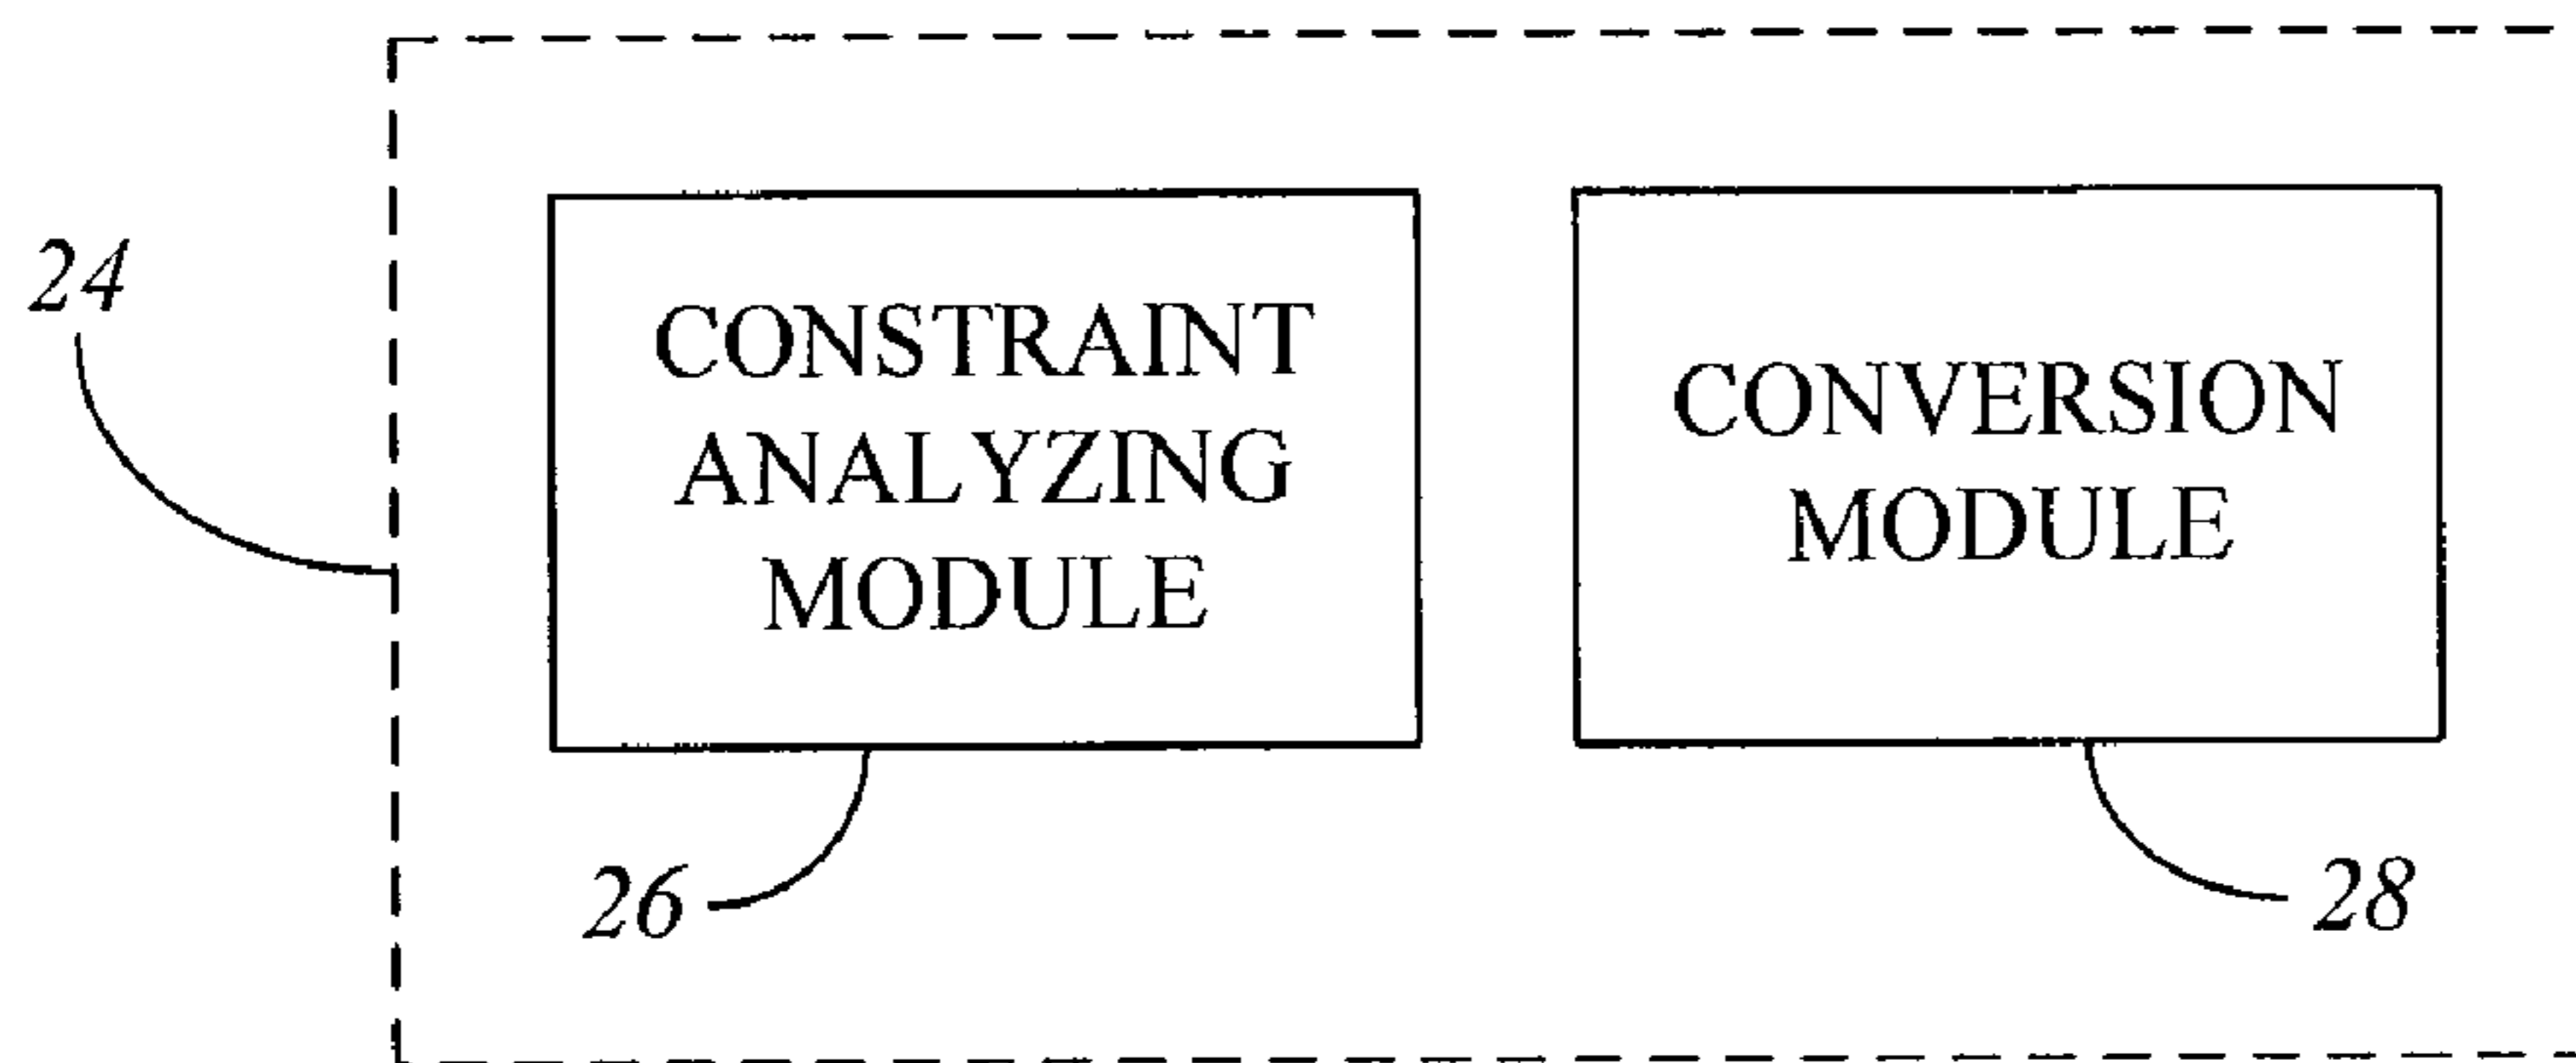 24
CONSTRAINT
ANALYZING
MODULE
26
CONVERSION
MODULE
28